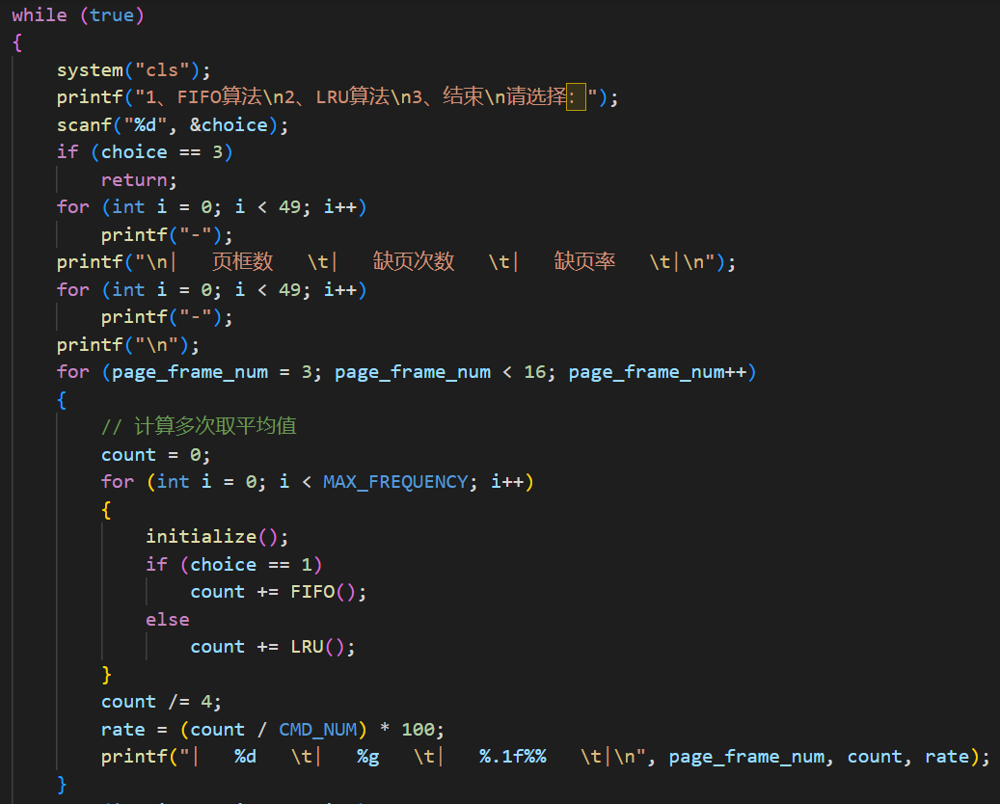 while (true)
{
    system("cls");
    printf("1、FIFO算法\n2、LRU算法\n3、结束\n请选择：");
    scanf("%d", &choice);
    if (choice == 3)
        return;
    for (int i = 0; i < 49; i++)
        printf("-");
    printf("\n|   页框数   \t|   缺页次数   \t|   缺页率   \t|\n");
    for (int i = 0; i < 49; i++)
        printf("-");
    printf("\n");
    for (page_frame_num = 3; page_frame_num < 16; page_frame_num++)
    {
        // 计算多次取平均值
        count = 0;
        for (int i = 0; i < MAX_FREQUENCY; i++)
        {
            initialize();
            if (choice == 1)
                count += FIFO();
            else
                count += LRU();
        }
        count /= 4;
        rate = (count / CMD_NUM) * 100;
        printf("|   %d   \t|   %g   \t|   %.1f%%   \t|\n", page_frame_num, count, rate);
    }